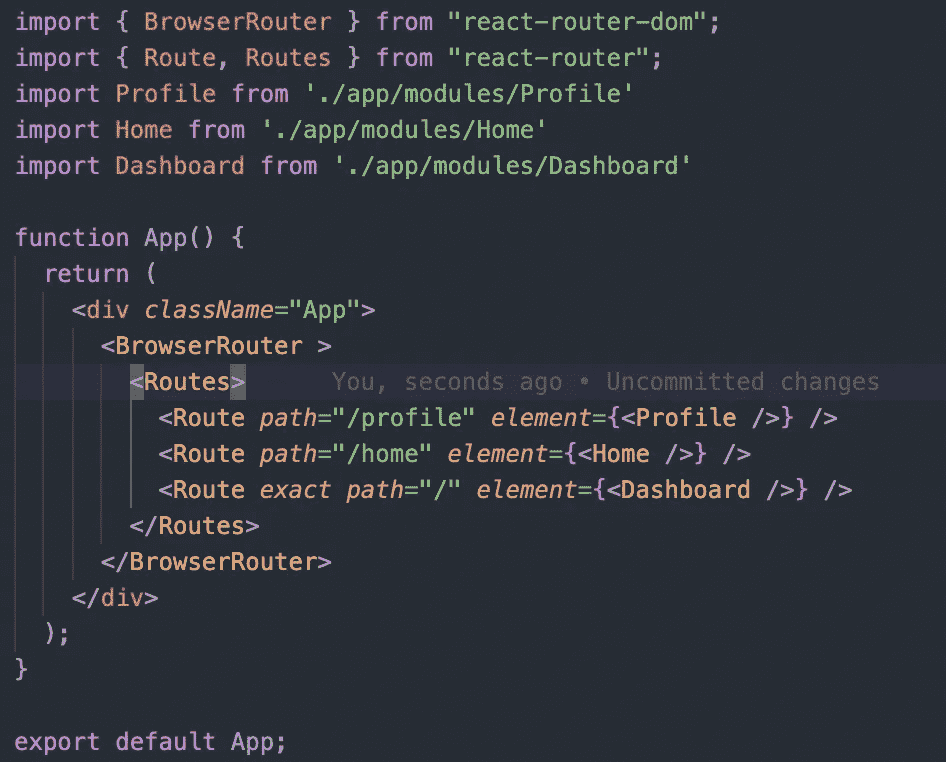 import { BrowserRouter } from "react-router-dom";
import { Route, Routes } from "react-router";
import Profile from './app/modules/Profile'
import Home from './app/modules/Home'
import Dashboard from './app/modules/Dashboard'

function App() {
  return (
    <div className="App">
      <BrowserRouter >
        <Routes>      You, seconds ago • Uncommitted changes
          <Route path="/profile" element={<Profile />} />
          <Route path="/home" element={<Home />} />
          <Route exact path="/" element={<Dashboard />} />
        </Routes>
      </BrowserRouter>
    </div>
  );
}

export default App;